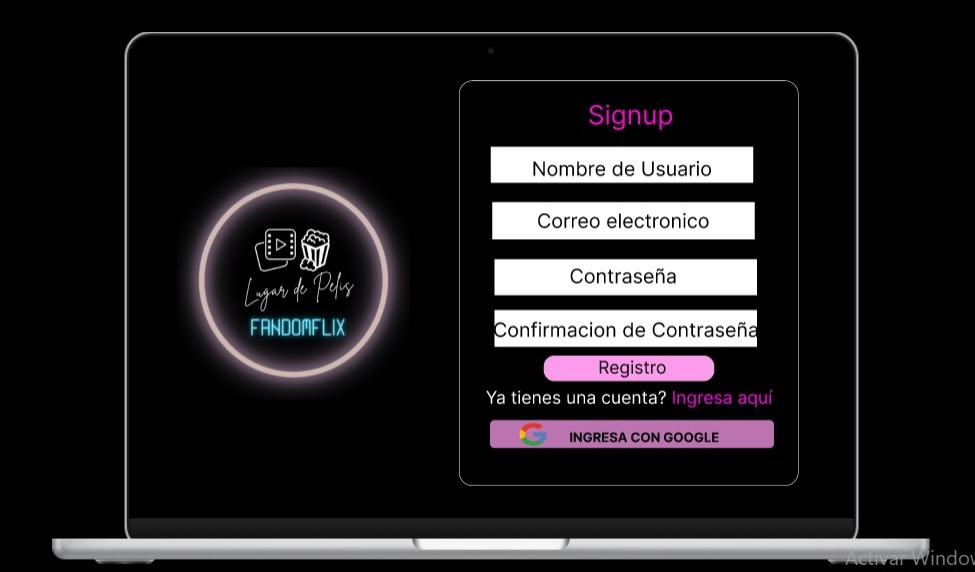 Signup
Nombre de Usuario
Correo electronico
Contraseña
Confirmacion de Contraseña
Registro
Ya tienes una cuenta? Ingresa aquí
INGRESA CON GOOGLE
Lugar de Pelis
FANDOMFLIX
Activar Window